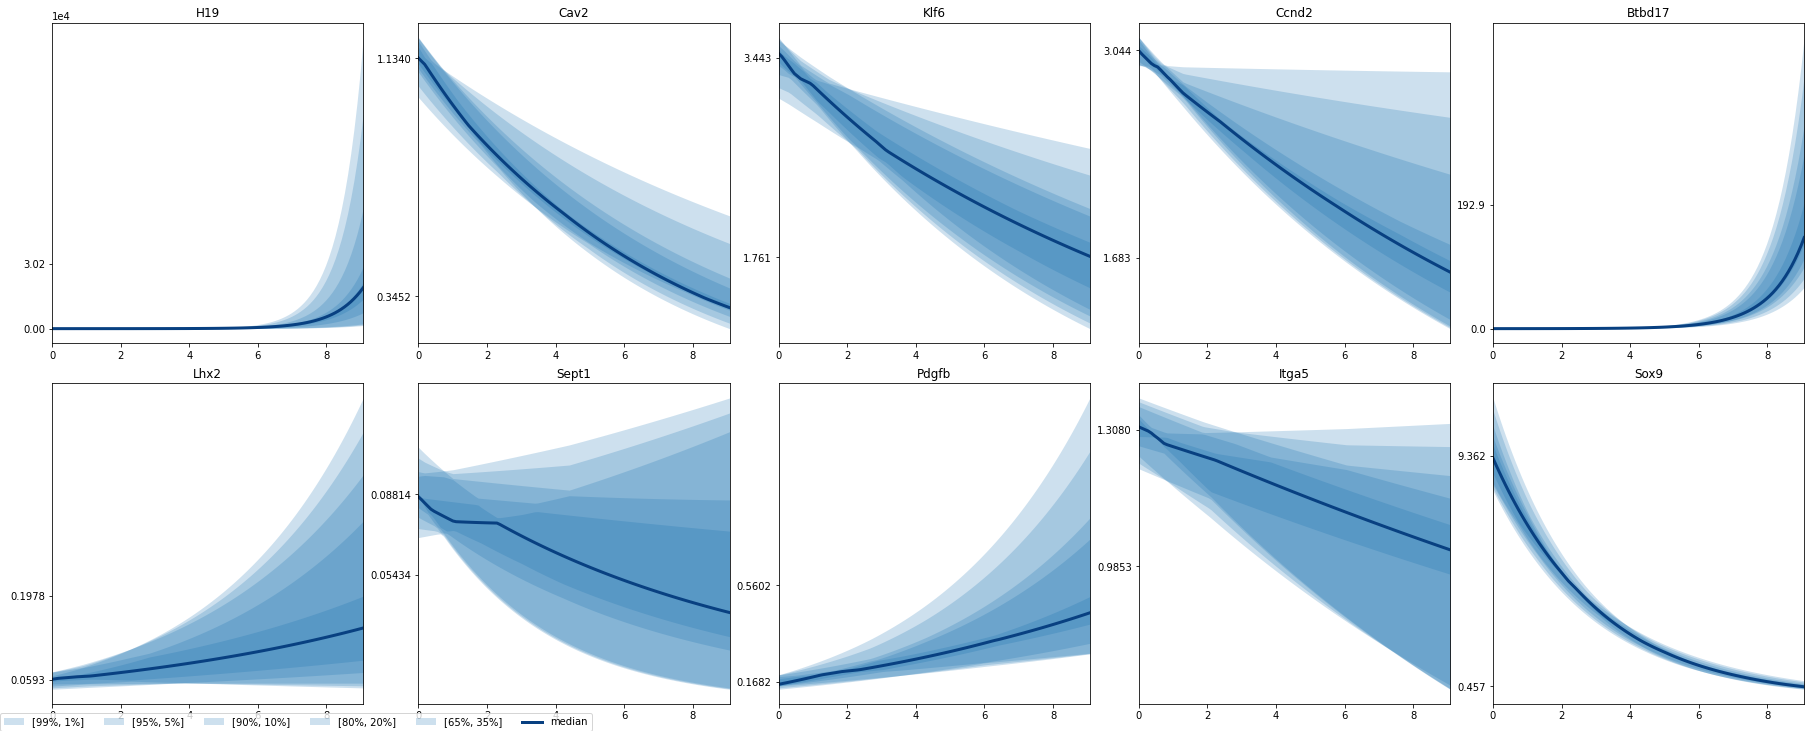 H19 Cav2 Klf6 Ccnd2 Btbd17
1e4
3.02
0.00
0 2 4 6 8
1.1340
0.3452
0 2 4 6 8
3.443
1.761
0 2 4 6 8
3.044
1.683
0 2 4 6 8
192.9
0.0
0 2 4 6 8
Lhx2 Sept1 Pdgfb Itga5 Sox9
0.1978
0.0593
0 2 4 6 8
0.08814
0.05434
0 2 4 6 8
0.5602
0.1682
0 2 4 6 8
1.3080
0.9853
0 2 4 6 8
9.362
0.457
0 2 4 6 8
[99%, 1%] [95%, 5%] [90%, 10%] [80%, 20%] [65%, 35%] median